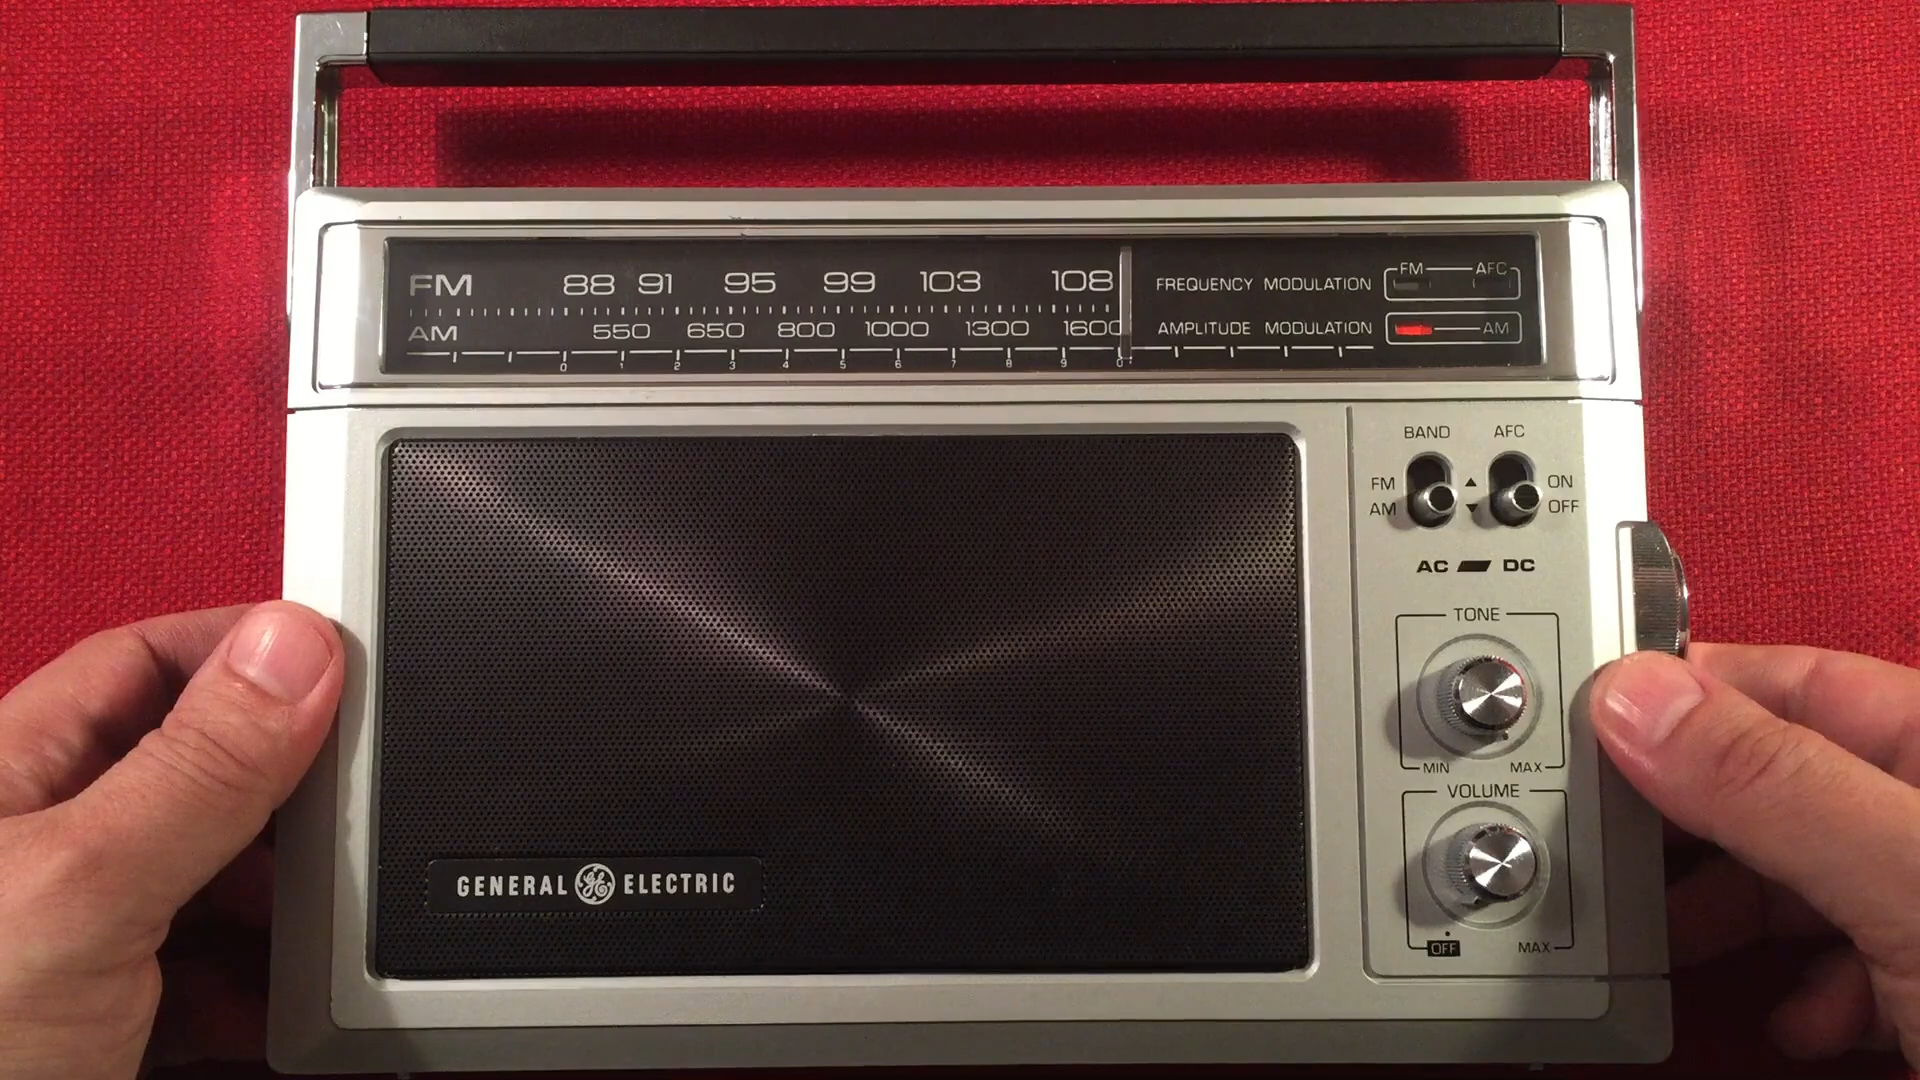 FM 88 91 95 99 103 108 FREQUENCY MODULATION FM AFC
AM 550 650 800 1000 1300 1600 AMPLITUDE MODULATION AM
0 1 2 3 4 5 6 7 8 9 0
BAND AFC
FM ON
AM OFF
AC DC
TONE
MIN MAX
VOLUME
OFF MAX
GENERAL GE ELECTRIC